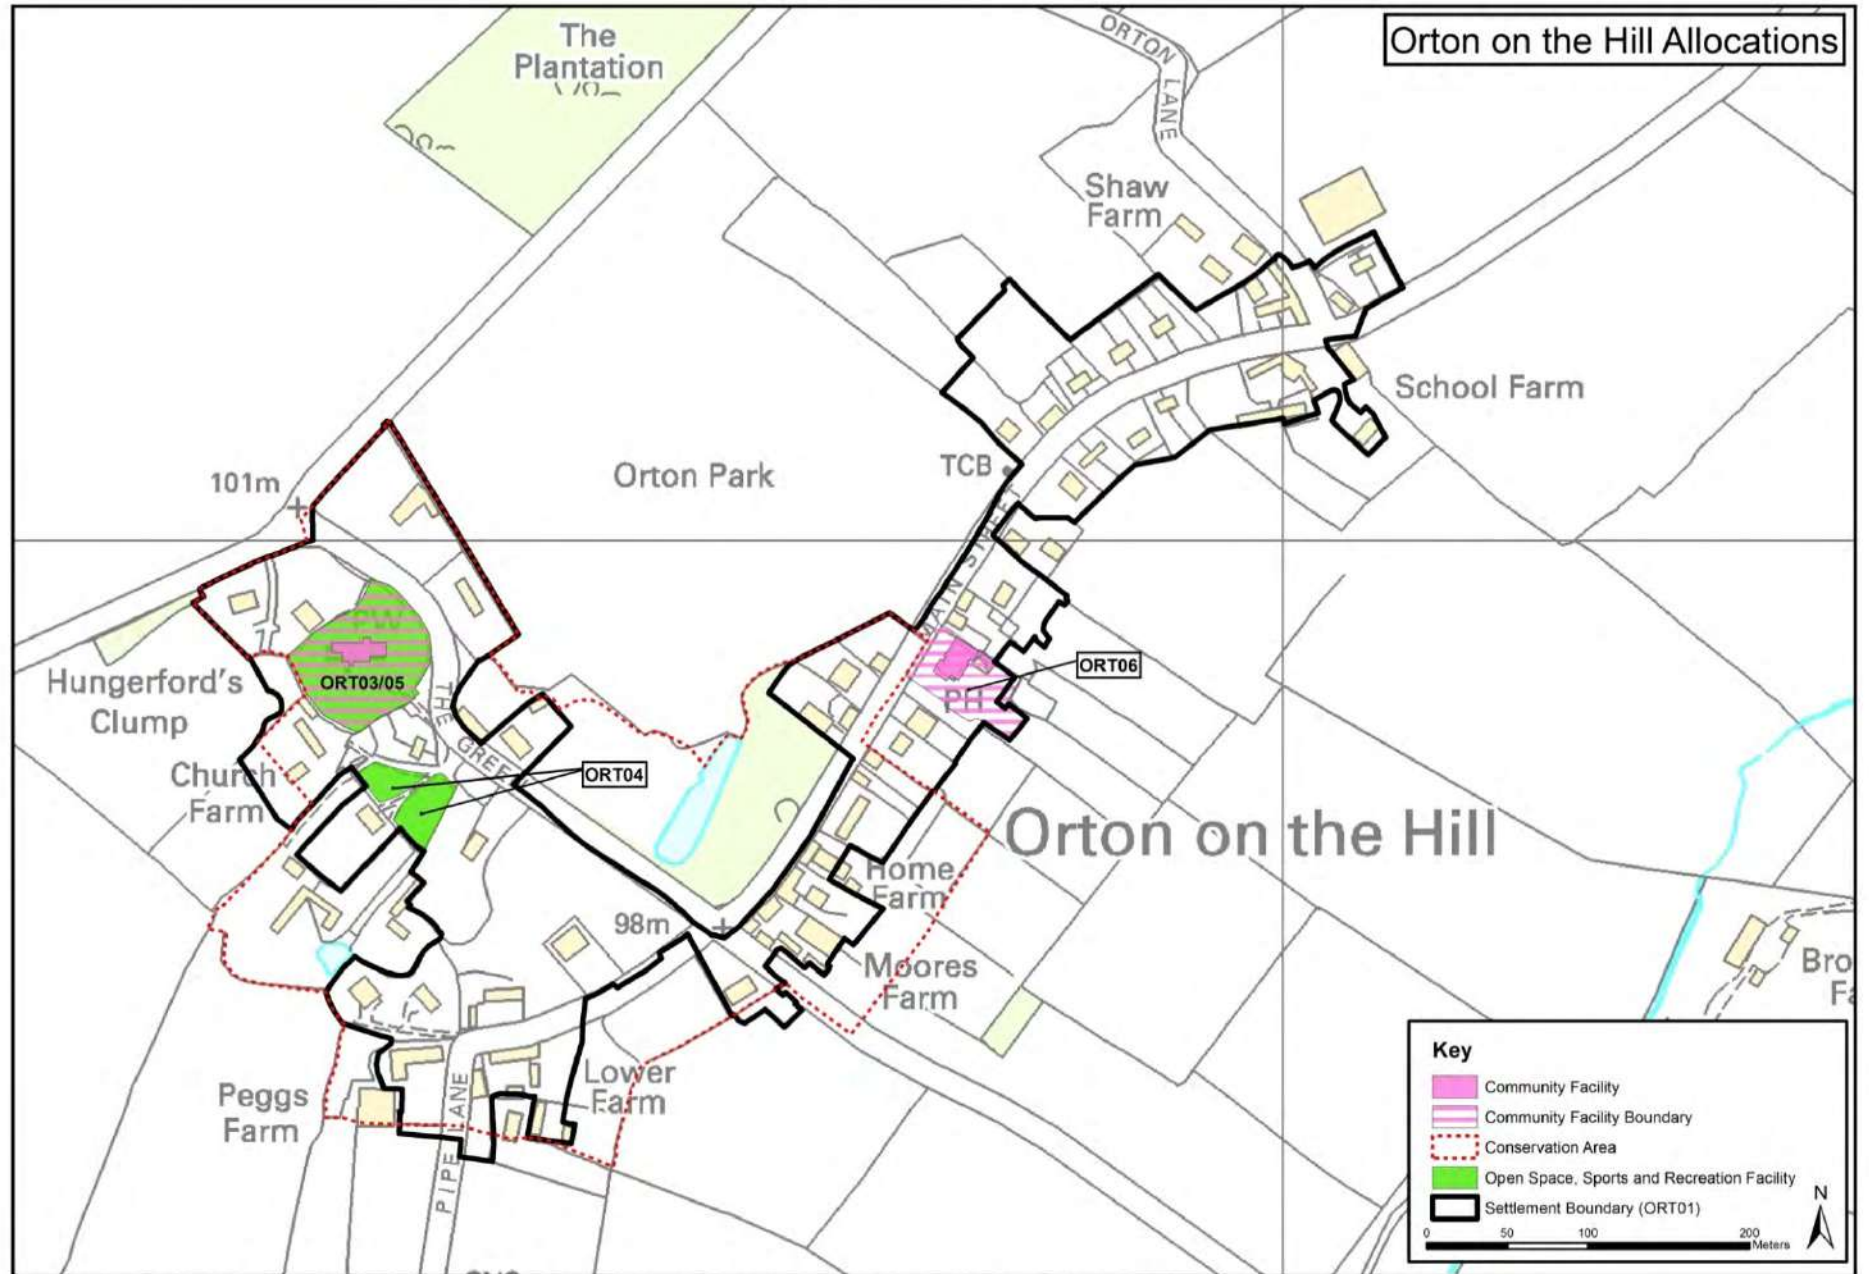 Orton on the Hill Allocations
The
Plantation
ORTON LANE
Shaw
Farm
School Farm
TCB
Orton Park
101m
MAIN STREET
Hungerford's
Clump
ORT03/05
THE GREEN
ORT06
PH
ORT04
Church
Farm
Orton on the Hill
Home
Farm
98m
Moores
Farm
Bro
Fa
Peggs
Farm
Lower
Farm
PIPE LANE
Key
Community Facility
Community Facility Boundary
Conservation Area
Open Space, Sports and Recreation Facility
Settlement Boundary (ORT01)
N
0 50 100 200
Meters